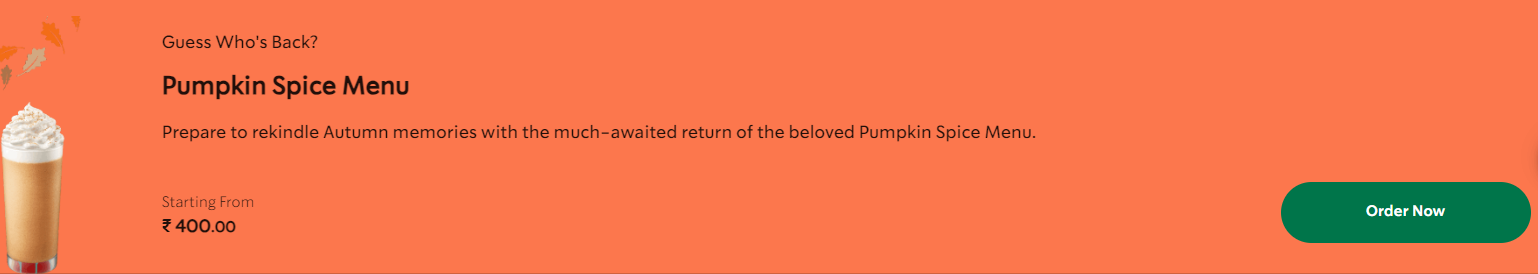 Guess Who's Back?
Pumpkin Spice Menu
Prepare to rekindle Autumn memories with the much-awaited return of the beloved Pumpkin Spice Menu.
Starting From
₹ 400.00
Order Now